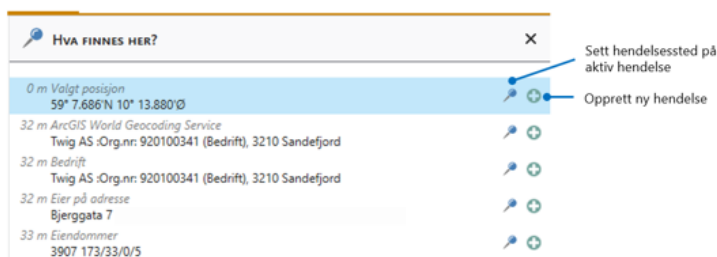 HVA FINNES HER?
Sett hendelsessted på
aktiv hendelse
0 m Valgt posisjon
59° 7.686'N 10° 13.880'Ø
Opprett ny hendelse
32 m ArcGIS World Geocoding Service
Twig AS :Org.nr: 920100341 (Bedrift), 3210 Sandefjord
32 m Bedrift
Twig AS :Org.nr: 920100341 (Bedrift), 3210 Sandefjord
32 m Eier på adresse
Bjerggata 7
33 m Eiendommer
3907 173/33/0/5